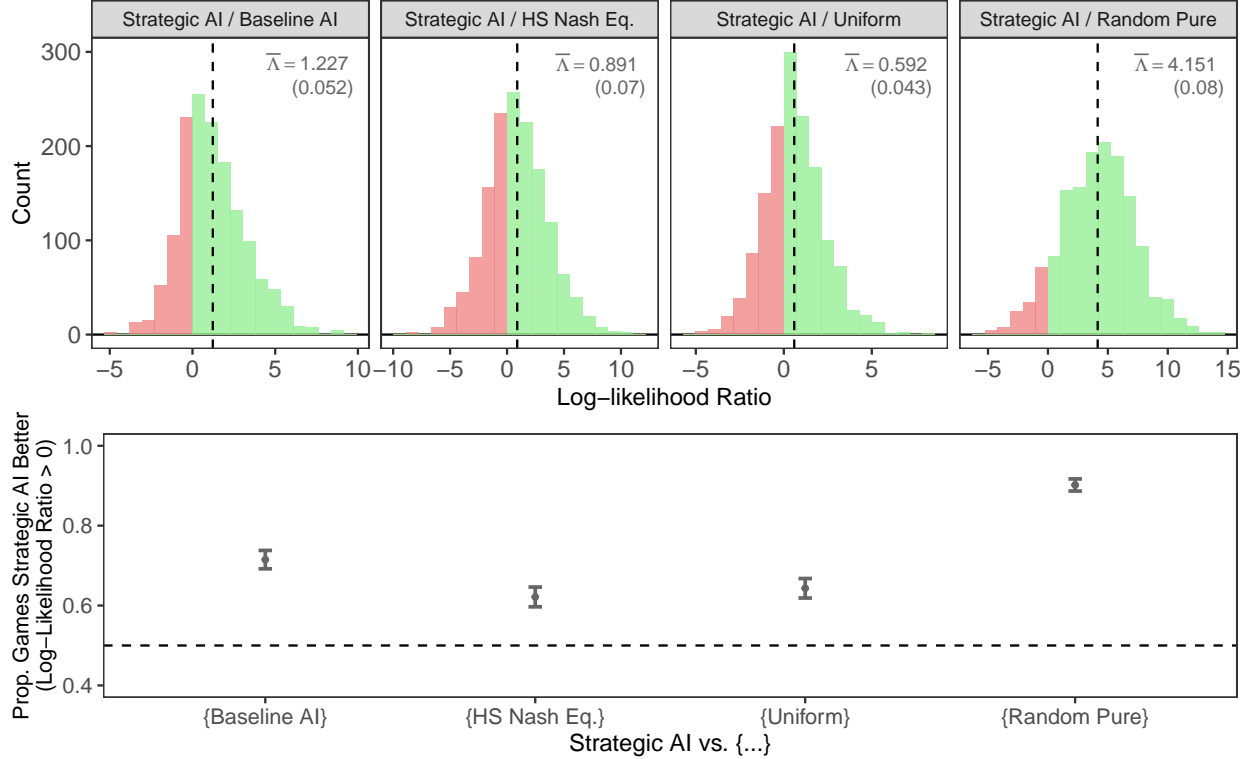 Strategic AI / Baseline AI
Strategic AI / HS Nash Eq.
Strategic AI / Uniform
Strategic AI / Random Pure
Λ = 1.227
(0.052)
Λ = 0.891
(0.07)
Λ = 0.592
(0.043)
Λ = 4.151
(0.08)
Count
300
200
100
0
−5 0 5 10
−10 −5 0 5 10
−5 0 5
−5 0 5 10 15
Log−likelihood Ratio
Prop. Games Strategic AI Better
(Log−Likelihood Ratio > 0)
1.0
0.8
0.6
0.4
{Baseline AI}
{HS Nash Eq.}
{Uniform}
{Random Pure}
Strategic AI vs. {...}